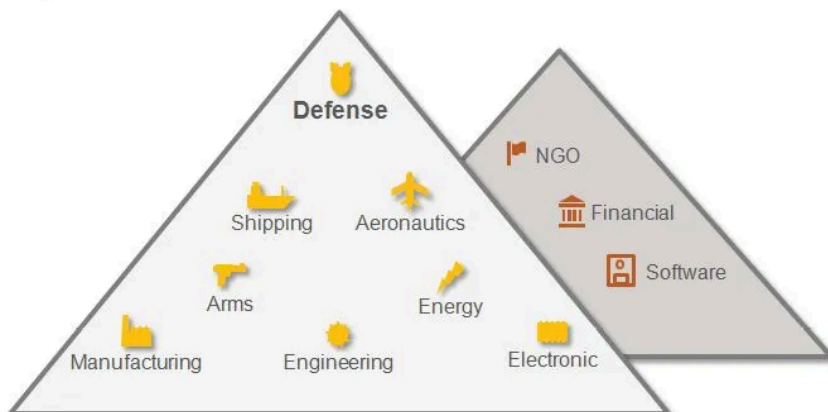 Defense
NGO
Shipping
Aeronautics
Financial
Software
Arms
Energy
Manufacturing
Engineering
Electronic